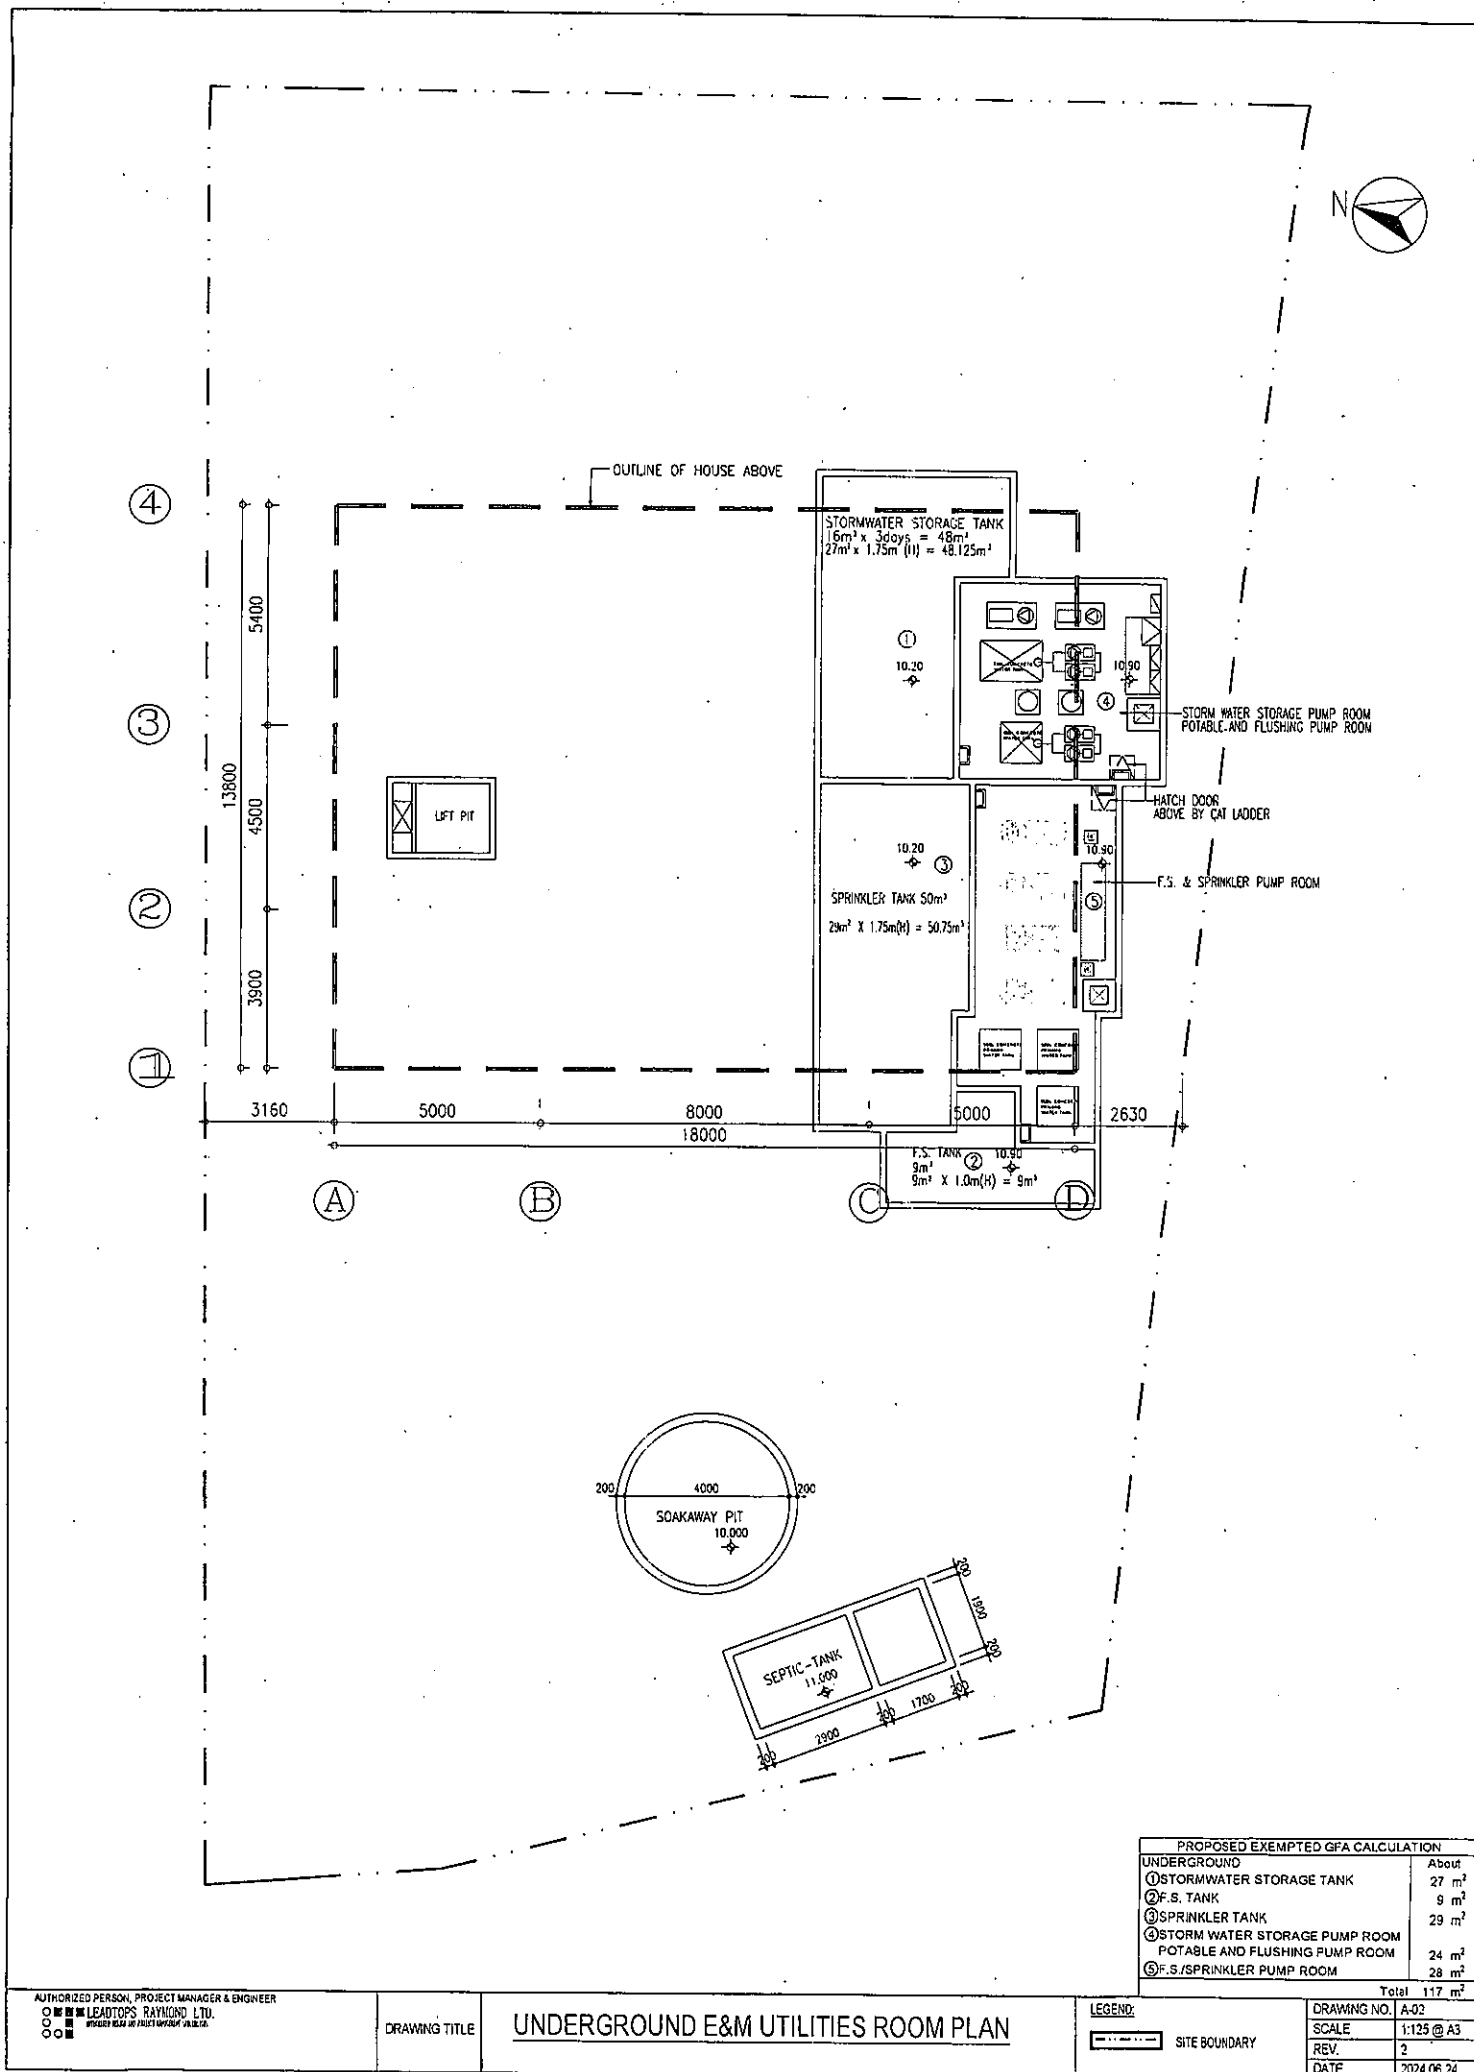 N
OUTLINE OF HOUSE ABOVE
4
STORMWATER STORAGE TANK
16m³ x 3days = 48m³
27m² x 1.75m (H) = 48.125m³
5400
1
10.20
10.90
4
3
STORM WATER STORAGE PUMP ROOM
POTABLE AND FLUSHING PUMP ROOM
13800
4500
LIFT PIT
HATCH DOOR
ABOVE BY CAT LADDER
10.20
3
10.90
F.S. & SPRINKLER PUMP ROOM
2
SPRINKLER TANK 50m³
5
29m² X 1.75m(H) = 50.75m³
3900
1
3160
5000
8000
5000
2630
18000
F.S. TANK
2
10.90
9m³
9m² X 1.0m(H) = 9m³
A
B
C
D
200
4000
200
SOAKAWAY PIT
10.000
200
1900
200
SEPTIC-TANK
11.000
200
2900
200
1700
200
PROPOSED EXEMPTED GFA CALCULATION
UNDERGROUND About
①STORMWATER STORAGE TANK 27 m²
②F.S. TANK 9 m²
③SPRINKLER TANK 29 m²
④STORM WATER STORAGE PUMP ROOM
POTABLE AND FLUSHING PUMP ROOM 24 m²
⑤F.S./SPRINKLER PUMP ROOM 28 m²
Total 117 m²
AUTHORIZED PERSON, PROJECT MANAGER & ENGINEER
LEADTOPS RAYMOND LTD.
DRAWING TITLE
UNDERGROUND E&M UTILITIES ROOM PLAN
LEGEND:
SITE BOUNDARY
DRAWING NO. A-02
SCALE 1:125 @ A3
REV. 2
DATE 2024.06.24